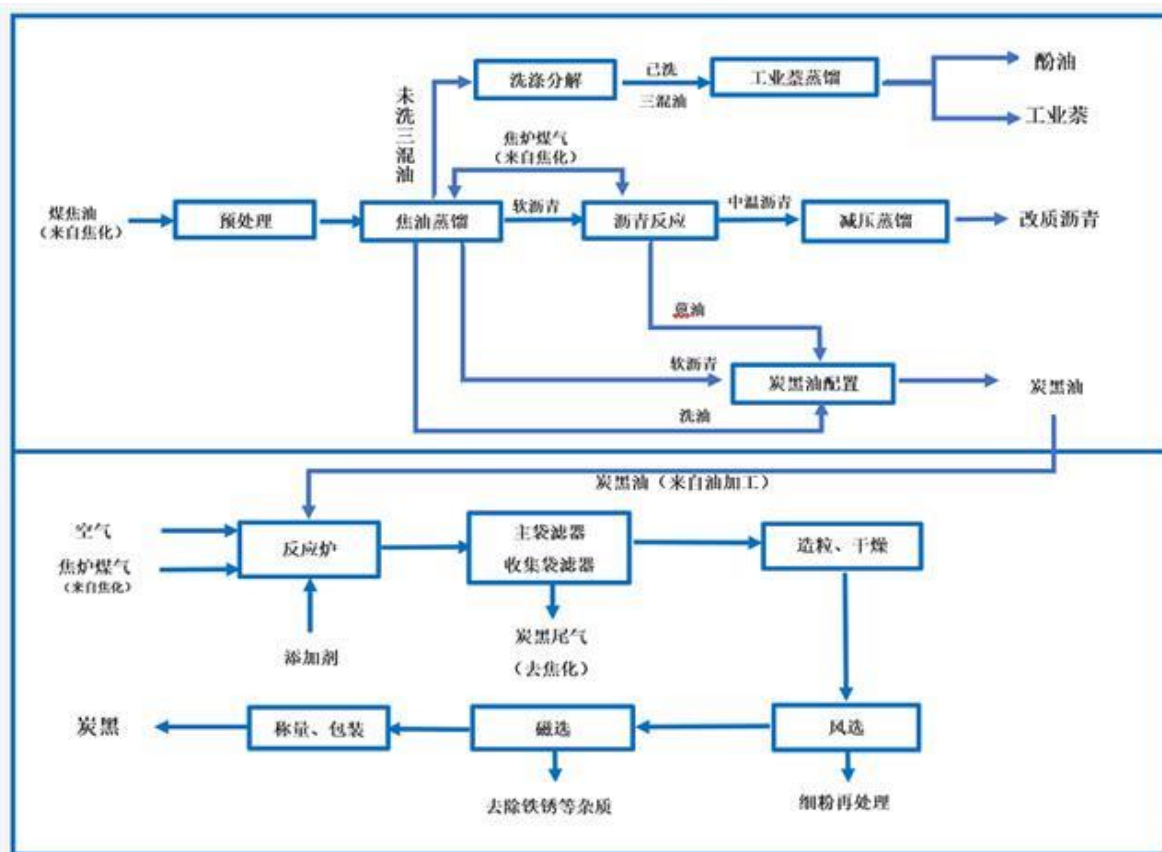 洗涤分解
已洗
三混油
工业萘蒸馏
酚油
工业萘
未洗三混油
焦炉煤气
（来自焦化）
煤焦油
（来自焦化）
预处理
焦油蒸馏
软沥青
沥青反应
中温沥青
减压蒸馏
改质沥青
蒽油
软沥青
炭黑油配置
炭黑油
洗油
炭黑油（来自油加工）
空气
焦炉煤气
（来自焦化）
反应炉
主袋滤器
收集袋滤器
造粒、干燥
添加剂
炭黑尾气
（去焦化）
炭黑
称量、包装
磁选
风选
去除铁锈等杂质
细粉再处理